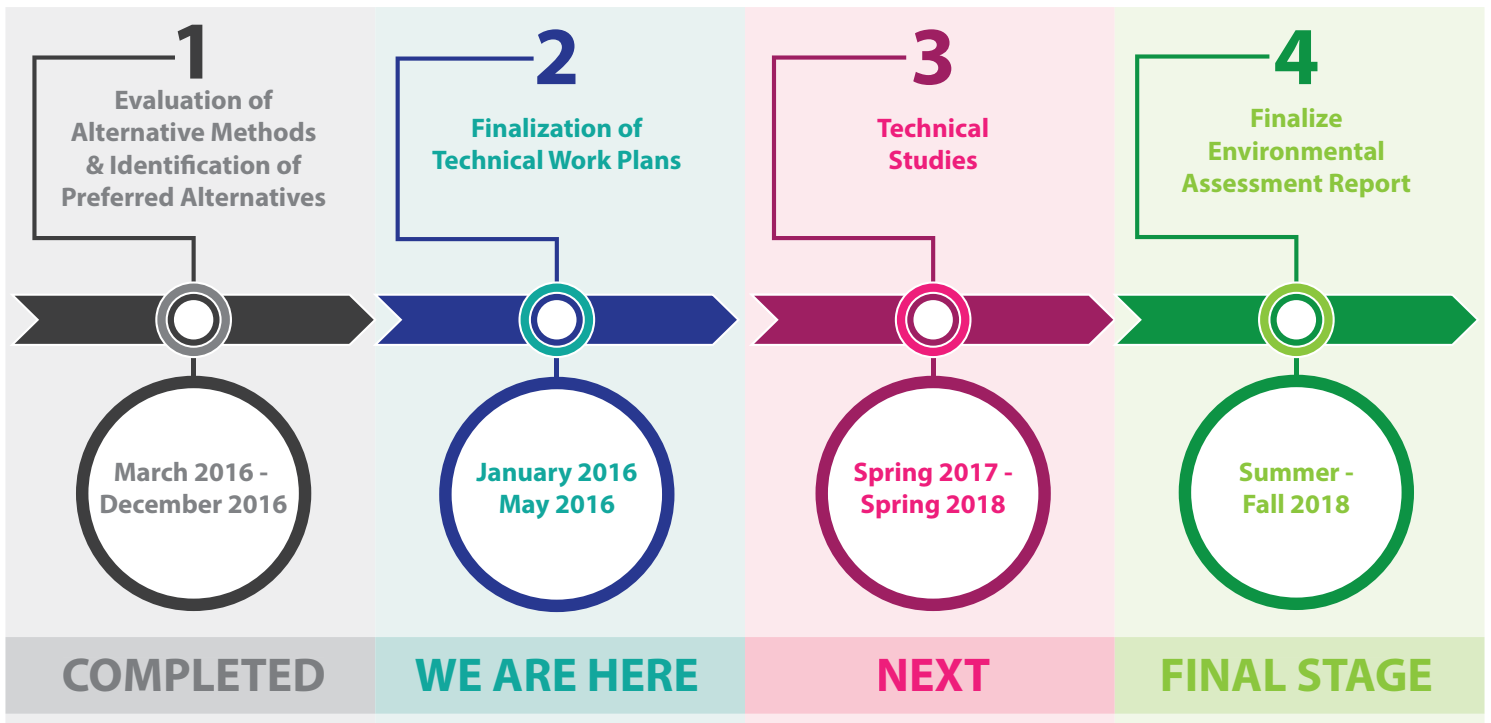 1
Evaluation of
Alternative Methods
& Identification of
Preferred Alternatives
March 2016 -
December 2016
COMPLETED
2
Finalization of
Technical Work Plans
January 2016
May 2016
WE ARE HERE
3
Technical
Studies
Spring 2017 -
Spring 2018
NEXT
4
Finalize
Environmental
Assessment Report
Summer -
Fall 2018
FINAL STAGE